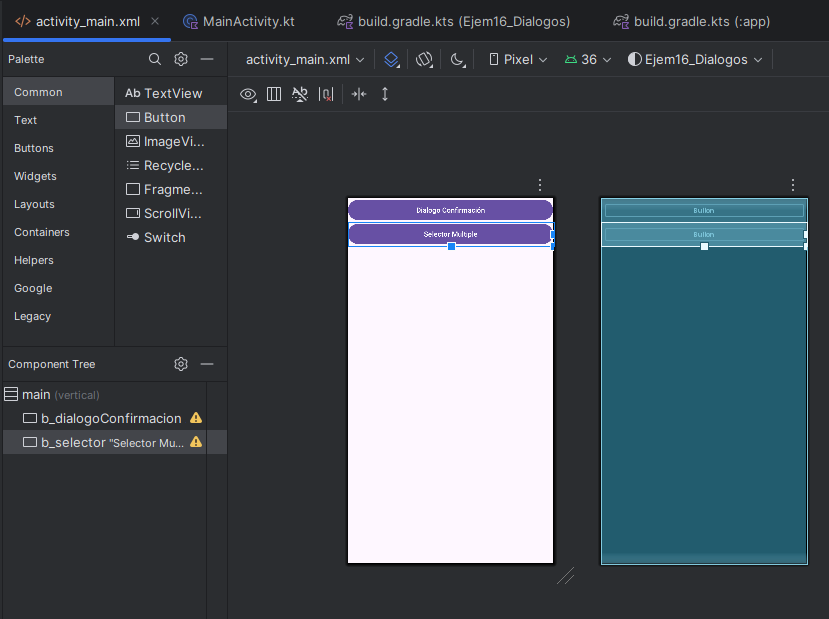 activity_main.xml
MainActivity.kt
build.gradle.kts (Ejem16_Dialogos)
build.gradle.kts (:app)
Palette
activity_main.xml
Pixel
36
Ejem16_Dialogos
Common
Text
Buttons
Widgets
Layouts
Containers
Helpers
Google
Legacy
Ab TextView
Button
ImageVi...
Recycle...
Fragme...
ScrollVi...
Switch
Dialogo Confirmación
Selector Multiple
Button
Button
Component Tree
main (vertical)
b_dialogoConfirmacion
b_selector "Selector Mu...